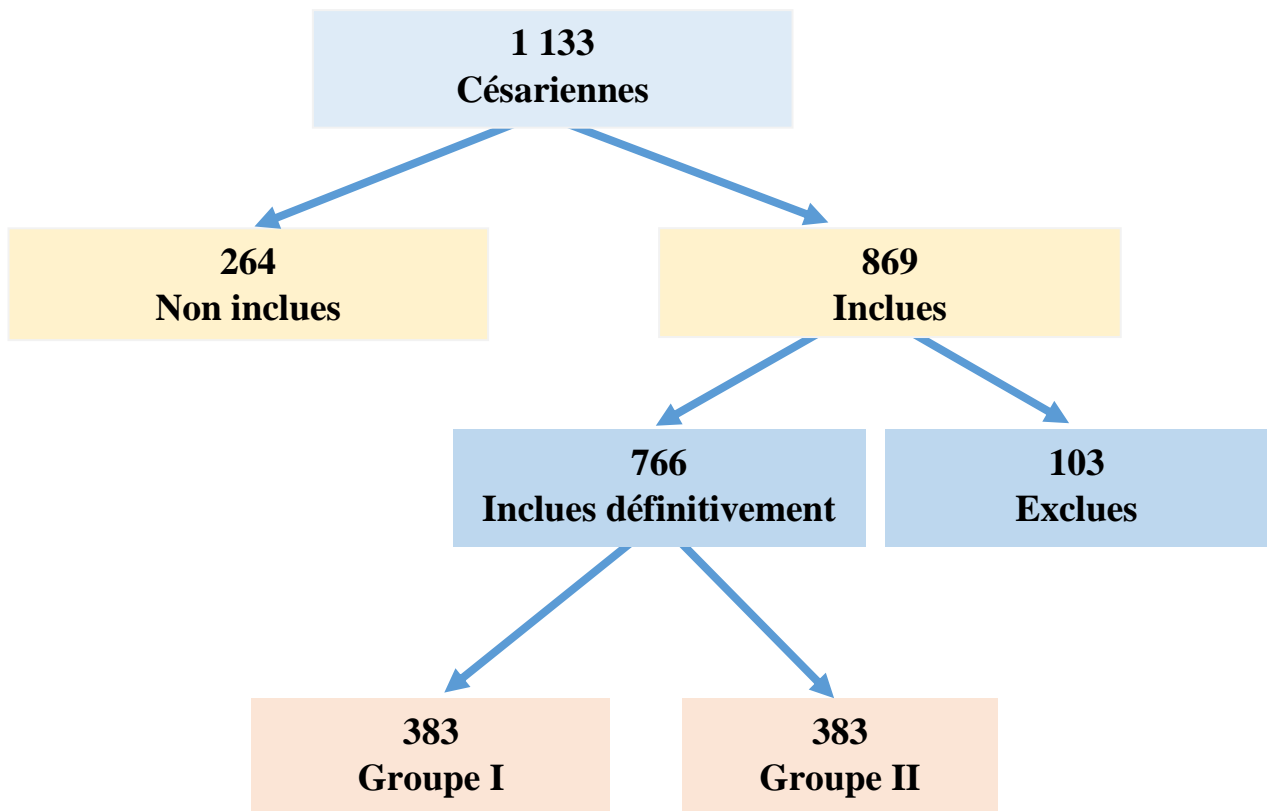 1 133
Césariennes
264
Non inclues
869
Inclues
766
Inclues définitivement
103
Exclues
383
Groupe I
383
Groupe II